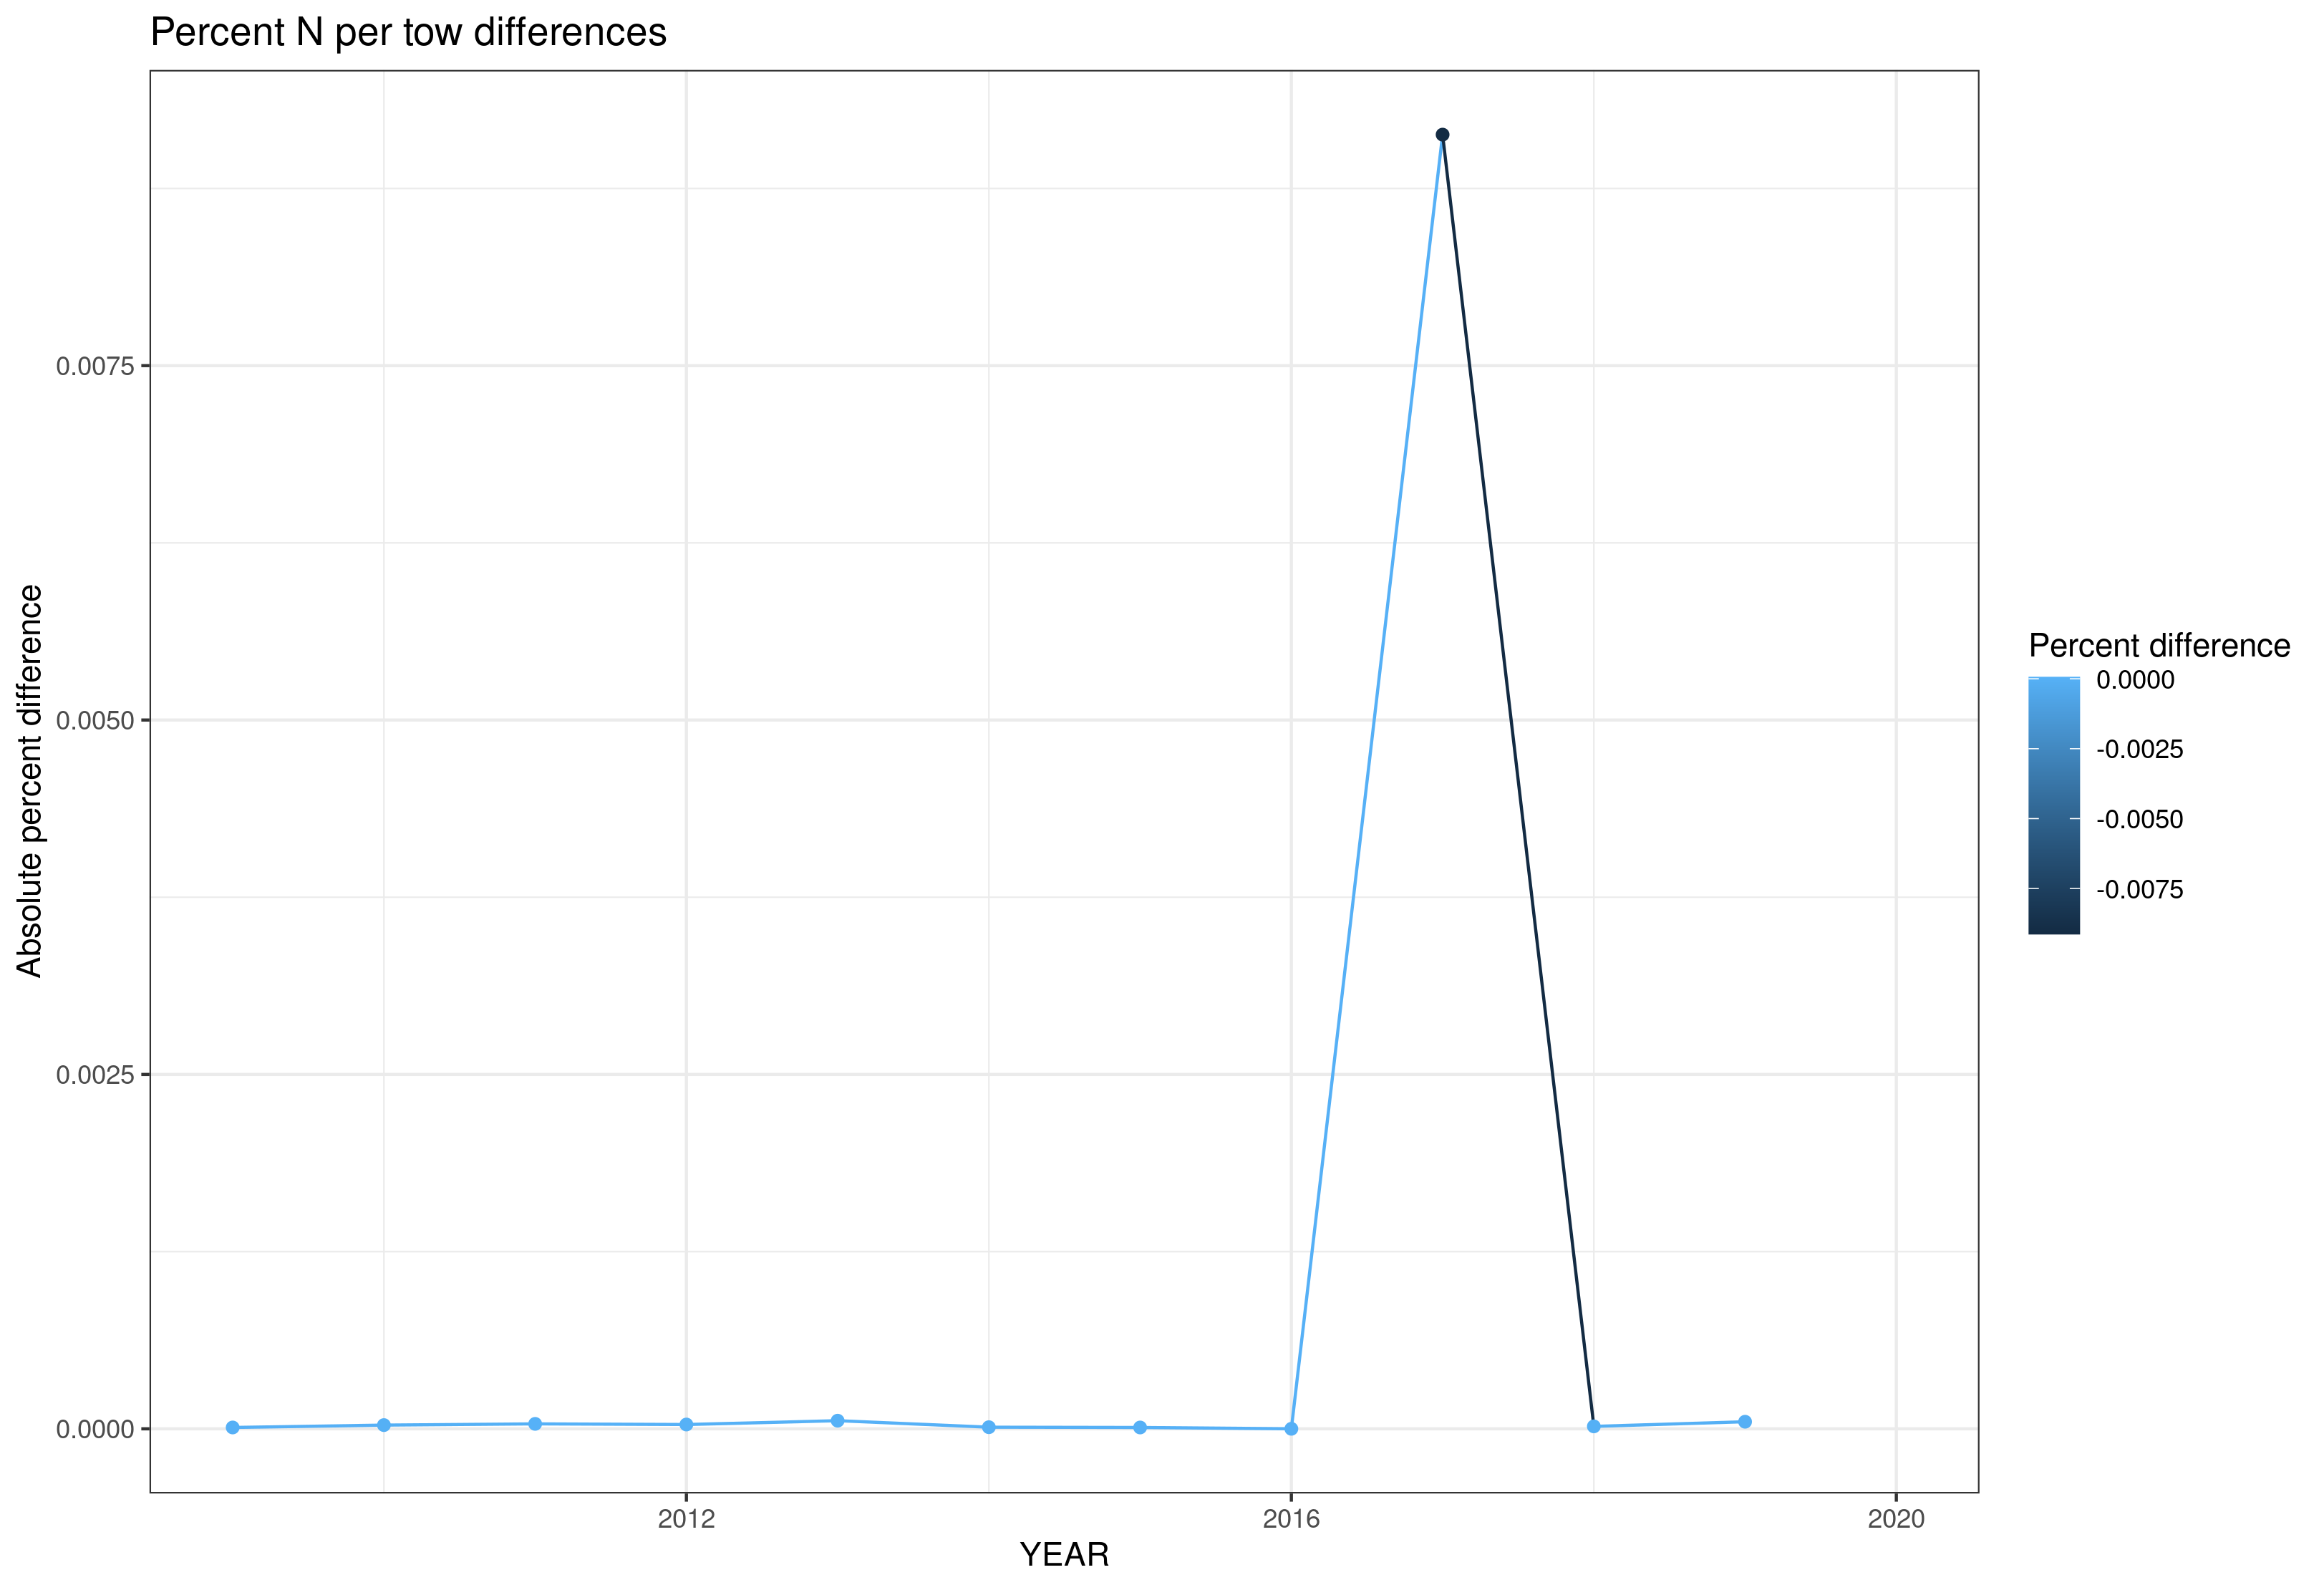 Percent N per tow differences
Absolute percent difference
0.0075
0.0050
0.0025
0.0000
2012
2016
2020
YEAR
Percent difference
0.0000
-0.0025
-0.0050
-0.0075